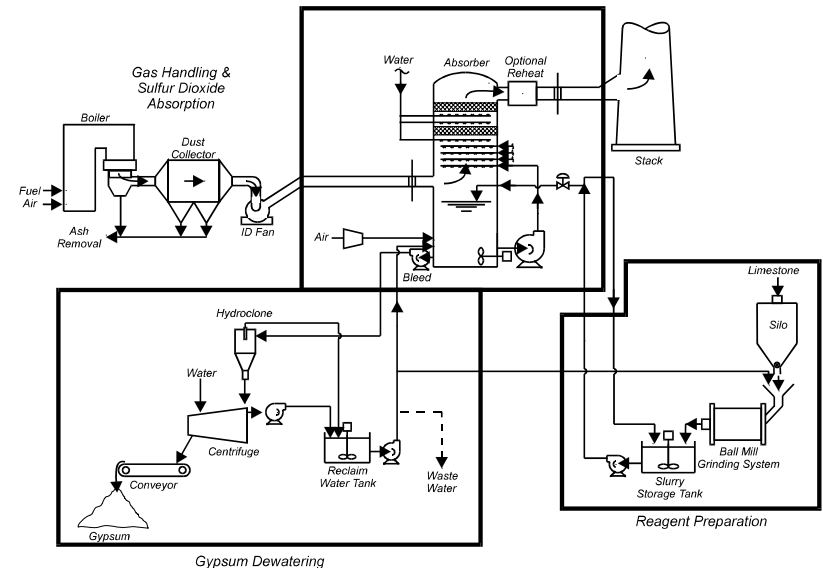 Gas Handling &
Sulfur Dioxide
Absorption
Boiler
Dust
Collector
Fuel
Air
Ash
Removal
ID Fan
Water
Absorber
Optional
Reheat
Stack
Air
Bleed
Limestone
Silo
Ball Mill
Grinding System
Slurry
Storage Tank
Reagent Preparation
Hydroclone
Water
Centrifuge
Conveyor
Gypsum
Reclaim
Water Tank
Waste
Water
Gypsum Dewatering